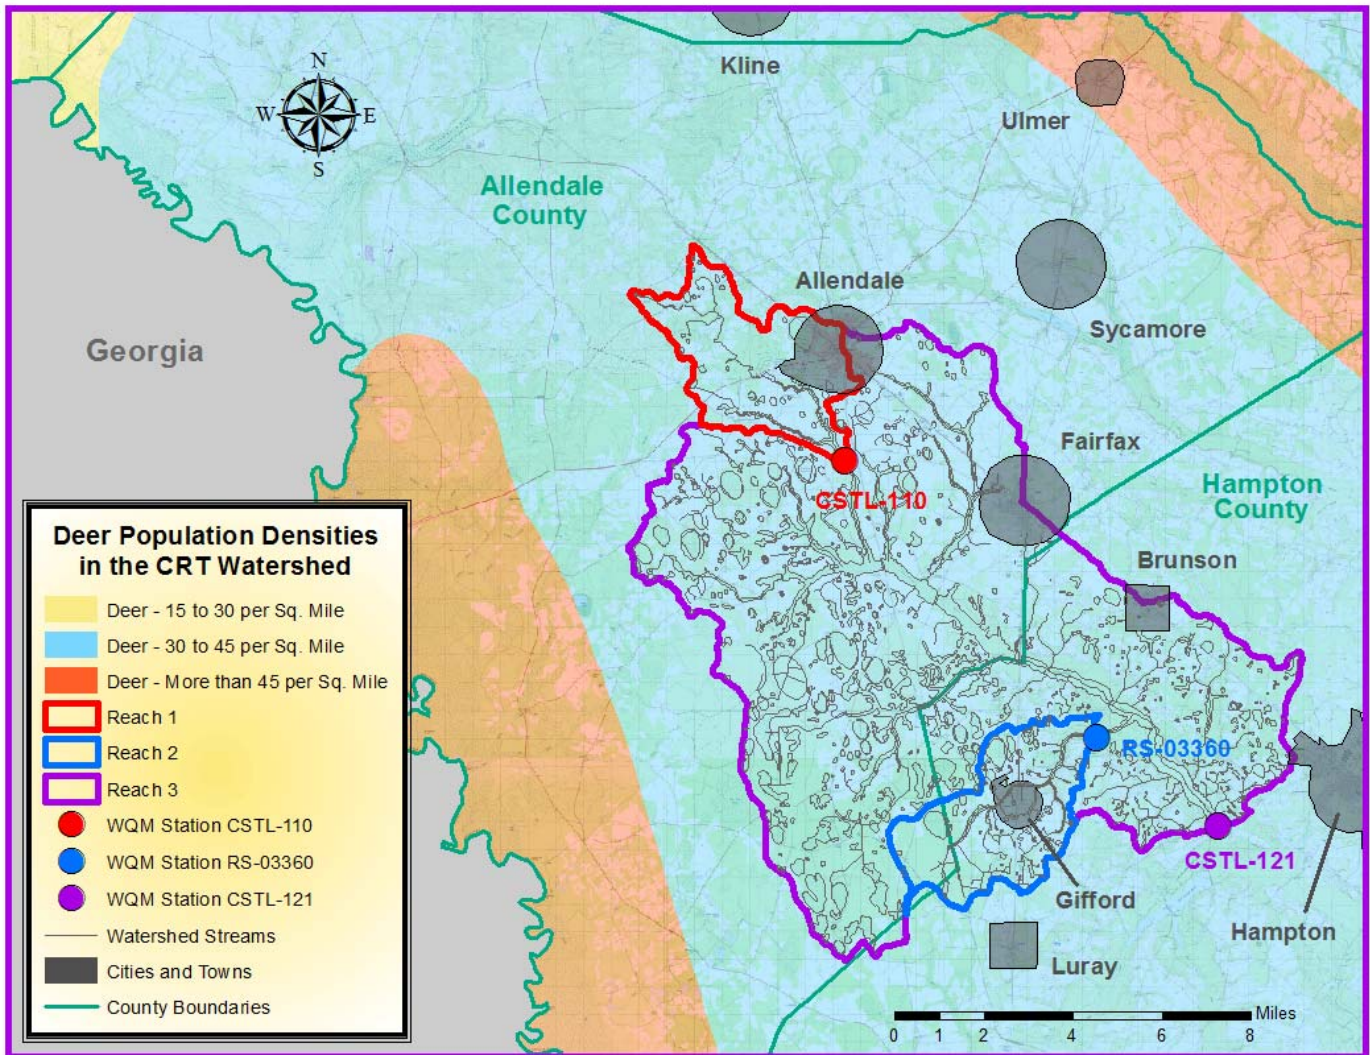 Kline
Ulmer
N
W
E
S
Allendale
County
Allendale
Sycamore
Georgia
Fairfax
Hampton
County
CSTL-110
Brunson
RS-03360
CSTL-121
Gifford
Hampton
Luray
Deer Population Densities
in the CRT Watershed
Deer - 15 to 30 per Sq. Mile
Deer - 30 to 45 per Sq. Mile
Deer - More than 45 per Sq. Mile
Reach 1
Reach 2
Reach 3
WQM Station CSTL-110
WQM Station RS-03360
WQM Station CSTL-121
Watershed Streams
Cities and Towns
County Boundaries
Miles
0 1 2 4 6 8